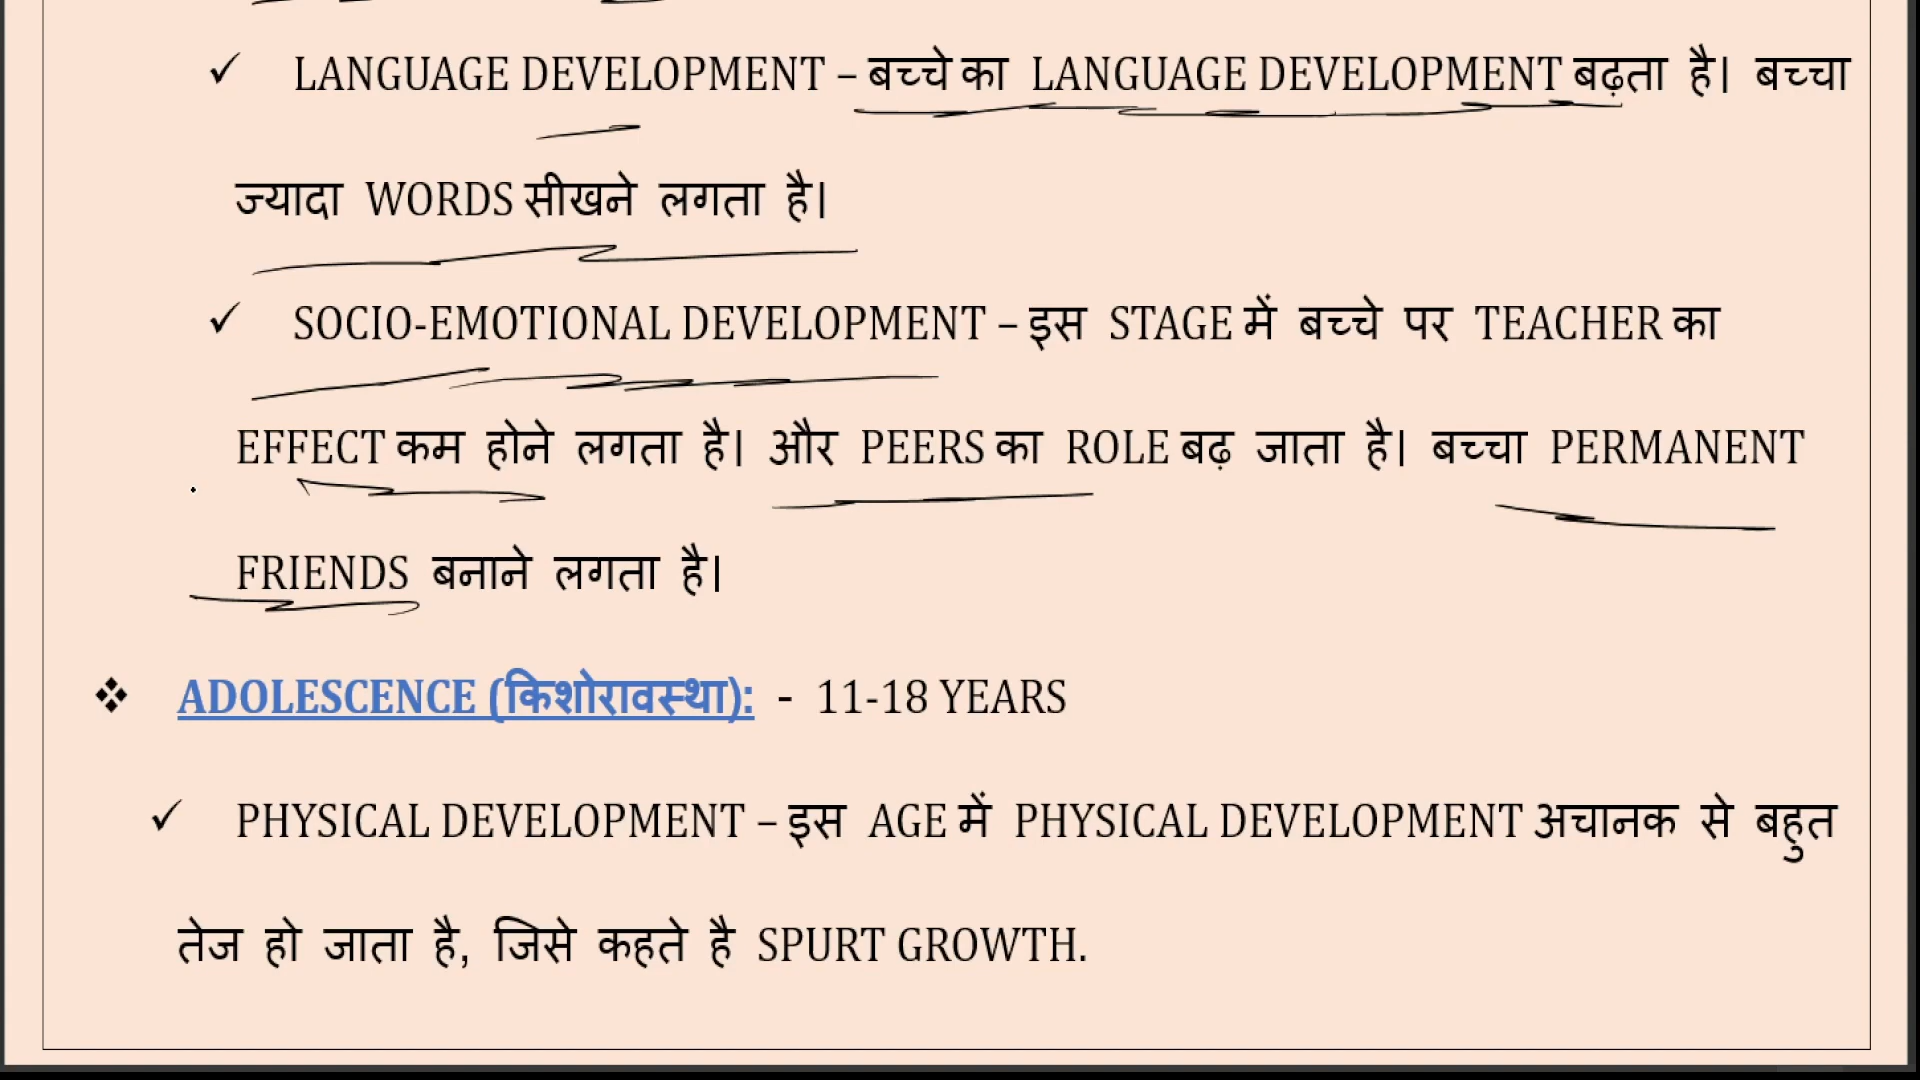 ✓ LANGUAGE DEVELOPMENT – बच्चे का LANGUAGE DEVELOPMENT बढ़ता है। बच्चा
ज्यादा WORDS सीखने लगता है।
✓ SOCIO-EMOTIONAL DEVELOPMENT – इस STAGE में बच्चे पर TEACHER का
EFFECT कम होने लगता है। और PEERS का ROLE बढ़ जाता है। बच्चा PERMANENT
FRIENDS बनाने लगता है।
❖ ADOLESCENCE (किशोरावस्था): - 11-18 YEARS
✓ PHYSICAL DEVELOPMENT – इस AGE में PHYSICAL DEVELOPMENT अचानक से बहुत
तेज हो जाता है, जिसे कहते है SPURT GROWTH.